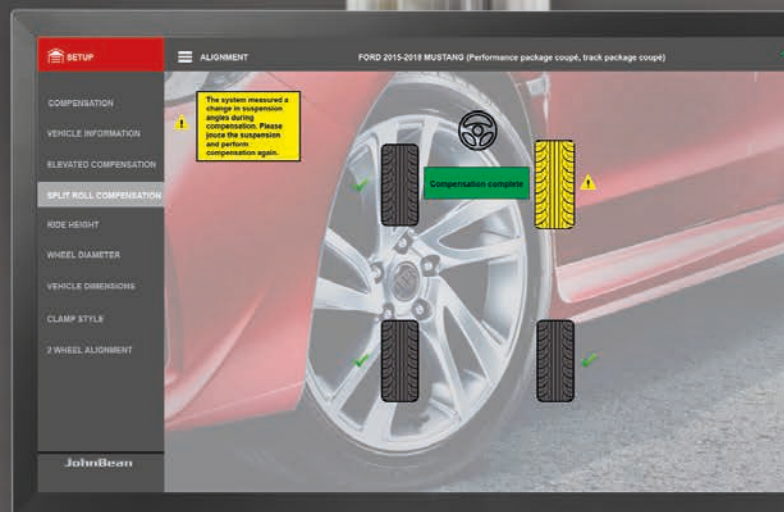 SETUP
ALIGNMENT
FORD 2015-2018 MUSTANG (Performance package coupé, track package coupé)
COMPENSATION
VEHICLE INFORMATION
ELEVATED COMPENSATION
SPLIT ROLL COMPENSATION
RIDE HEIGHT
WHEEL DIAMETER
VEHICLE DIMENSIONS
CLAMP STYLE
2 WHEEL ALIGNMENT
JohnBean
The system measured a
change in suspension
angles during
compensation. Please
jouce the suspension
and perform
compensation again.
Compensation complete